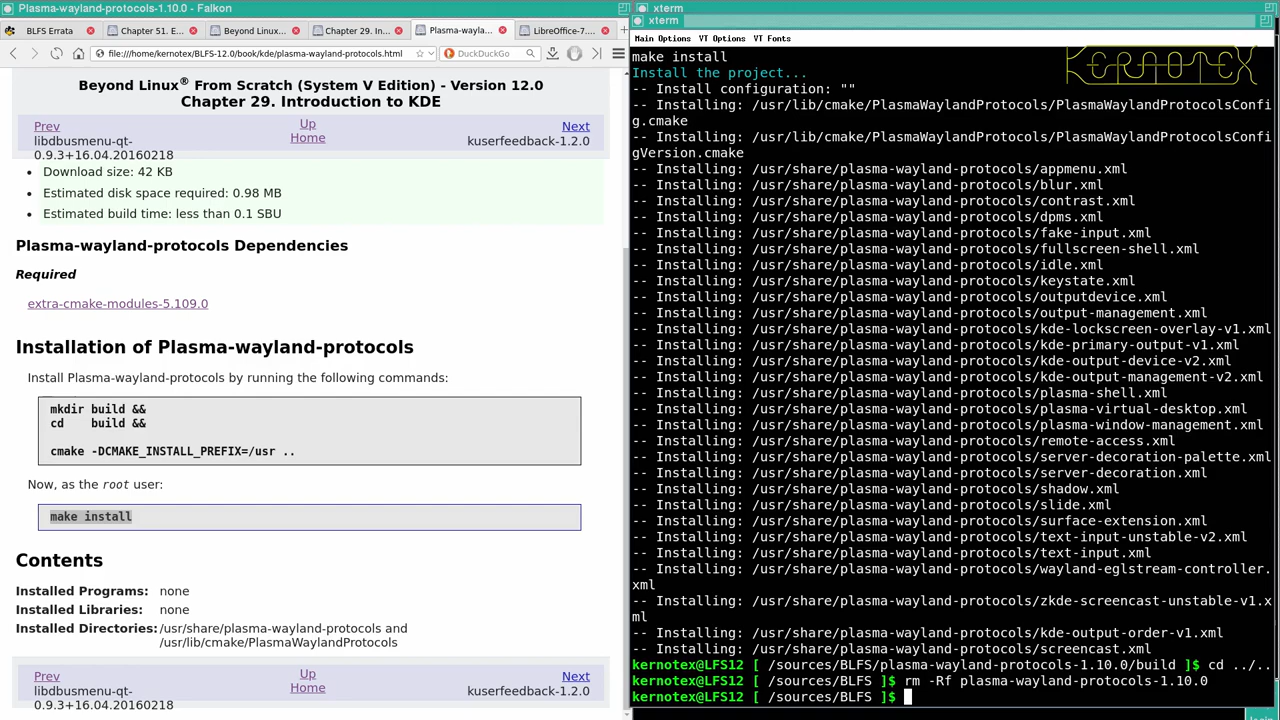 Plasma-wayland-protocols-1.10.0 - Falkon
BLFS Errata
Chapter 51. E...
Beyond Linux...
Chapter 29. In...
Plasma-wayla...
LibreOffice-7....
file:///home/kernotex/BLFS-12.0/book/kde/plasma-wayland-protocols.html
DuckDuckGo
Beyond Linux® From Scratch (System V Edition) - Version 12.0
Chapter 29. Introduction to KDE
Prev
Up
Next
libdbusmenu-qt-
Home
kuserfeedback-1.2.0
0.9.3+16.04.20160218
• Download size: 42 KB
• Estimated disk space required: 0.98 MB
• Estimated build time: less than 0.1 SBU
Plasma-wayland-protocols Dependencies
Required
extra-cmake-modules-5.109.0
Installation of Plasma-wayland-protocols
Install Plasma-wayland-protocols by running the following commands:
mkdir build &&
cd    build &&
cmake -DCMAKE_INSTALL_PREFIX=/usr ..
Now, as the root user:
make install
Contents
Installed Programs: none
Installed Libraries: none
Installed Directories: /usr/share/plasma-wayland-protocols and
/usr/lib/cmake/PlasmaWaylandProtocols
Prev
Up
Next
libdbusmenu-qt-
Home
kuserfeedback-1.2.0
0.9.3+16.04.20160218
xterm
xterm
Main Options VT Options VT Fonts
KERNOTEX
make install
Install the project...
-- Install configuration: ""
-- Installing: /usr/lib/cmake/PlasmaWaylandProtocols/PlasmaWaylandProtocolsConfi
g.cmake
-- Installing: /usr/lib/cmake/PlasmaWaylandProtocols/PlasmaWaylandProtocolsConfi
gVersion.cmake
-- Installing: /usr/share/plasma-wayland-protocols/appmenu.xml
-- Installing: /usr/share/plasma-wayland-protocols/blur.xml
-- Installing: /usr/share/plasma-wayland-protocols/contrast.xml
-- Installing: /usr/share/plasma-wayland-protocols/dpms.xml
-- Installing: /usr/share/plasma-wayland-protocols/fake-input.xml
-- Installing: /usr/share/plasma-wayland-protocols/fullscreen-shell.xml
-- Installing: /usr/share/plasma-wayland-protocols/idle.xml
-- Installing: /usr/share/plasma-wayland-protocols/keystate.xml
-- Installing: /usr/share/plasma-wayland-protocols/outputdevice.xml
-- Installing: /usr/share/plasma-wayland-protocols/output-management.xml
-- Installing: /usr/share/plasma-wayland-protocols/kde-lockscreen-overlay-v1.xml
-- Installing: /usr/share/plasma-wayland-protocols/kde-primary-output-v1.xml
-- Installing: /usr/share/plasma-wayland-protocols/kde-output-device-v2.xml
-- Installing: /usr/share/plasma-wayland-protocols/kde-output-management-v2.xml
-- Installing: /usr/share/plasma-wayland-protocols/plasma-shell.xml
-- Installing: /usr/share/plasma-wayland-protocols/plasma-virtual-desktop.xml
-- Installing: /usr/share/plasma-wayland-protocols/plasma-window-management.xml
-- Installing: /usr/share/plasma-wayland-protocols/remote-access.xml
-- Installing: /usr/share/plasma-wayland-protocols/server-decoration-palette.xml
-- Installing: /usr/share/plasma-wayland-protocols/server-decoration.xml
-- Installing: /usr/share/plasma-wayland-protocols/shadow.xml
-- Installing: /usr/share/plasma-wayland-protocols/slide.xml
-- Installing: /usr/share/plasma-wayland-protocols/surface-extension.xml
-- Installing: /usr/share/plasma-wayland-protocols/text-input-unstable-v2.xml
-- Installing: /usr/share/plasma-wayland-protocols/text-input.xml
-- Installing: /usr/share/plasma-wayland-protocols/wayland-eglstream-controller.
xml
-- Installing: /usr/share/plasma-wayland-protocols/zkde-screencast-unstable-v1.x
ml
-- Installing: /usr/share/plasma-wayland-protocols/kde-output-order-v1.xml
-- Installing: /usr/share/plasma-wayland-protocols/screencast.xml
kernotex@LFS12 [ /sources/BLFS/plasma-wayland-protocols-1.10.0/build ]$ cd ../..
kernotex@LFS12 [ /sources/BLFS ]$ rm -Rf plasma-wayland-protocols-1.10.0
kernotex@LFS12 [ /sources/BLFS ]$